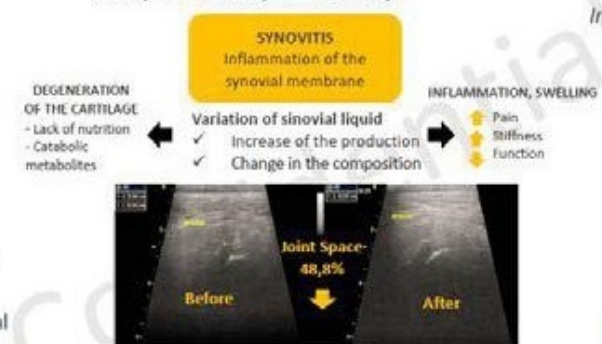 SYNOVITIS
Inflammation of the
synovial membrane
DEGENERATION
OF THE CARTILAGE
- Lack of nutrition
- Catabolic
metabolites
Variation of sinovial liquid
✓ Increase of the production
✓ Change in the composition
INFLAMMATION, SWELLING
Pain
Stiffness
Function
Joint Space-
48,8%
Before
After